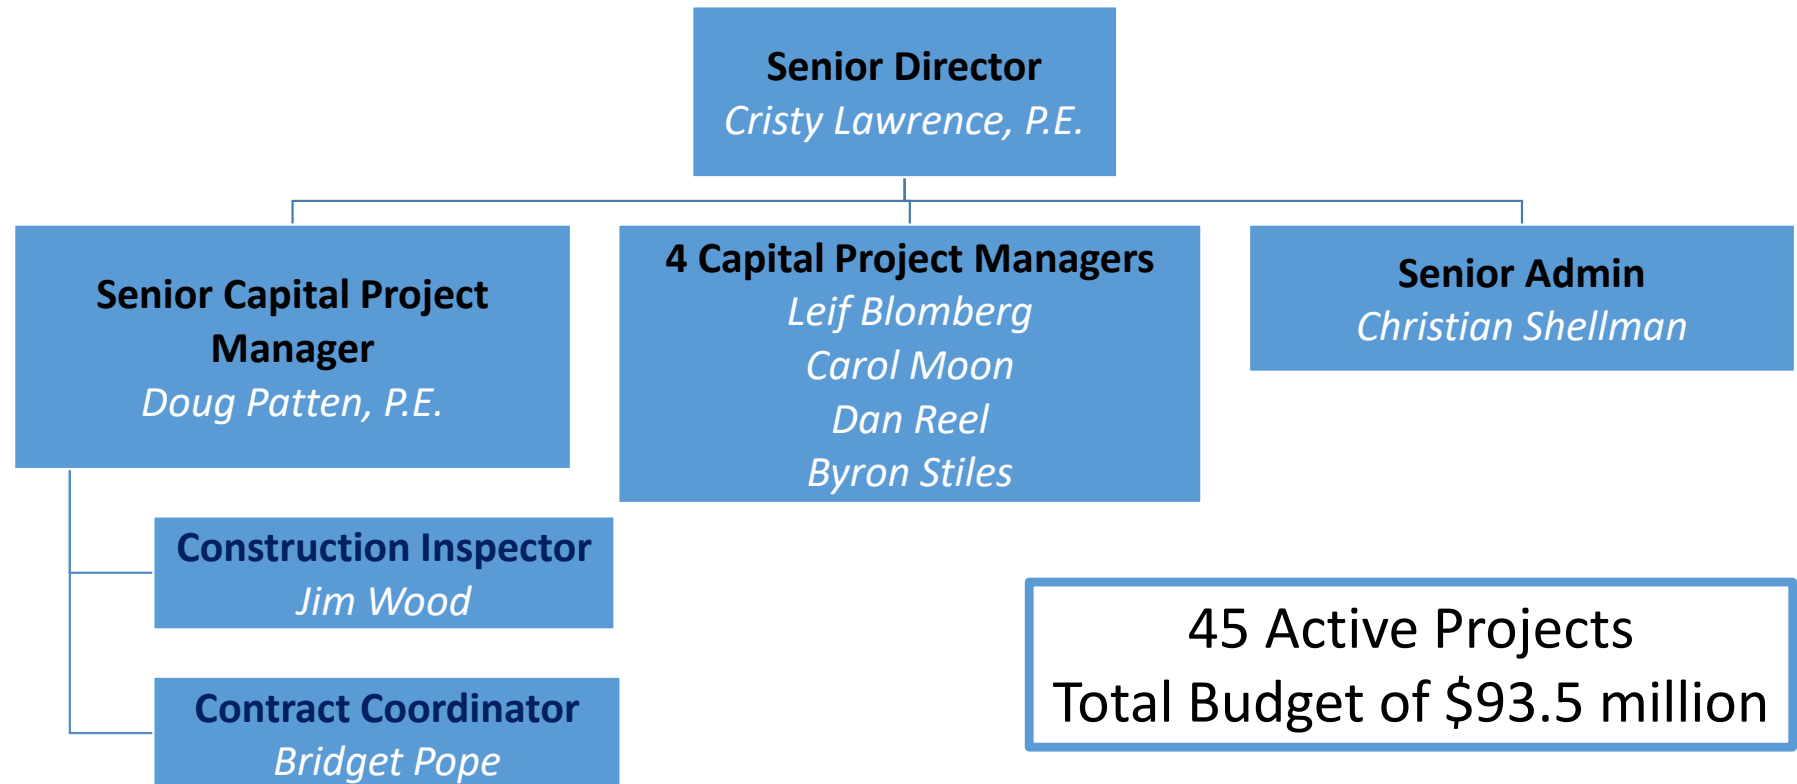 Senior Director
Cristy Lawrence, P.E.
Senior Capital Project
Manager
Doug Patten, P.E.
4 Capital Project Managers
Leif Blomberg
Carol Moon
Dan Reel
Byron Stiles
Senior Admin
Christian Shellman
Construction Inspector
Jim Wood
Contract Coordinator
Bridget Pope
45 Active Projects
Total Budget of $93.5 million